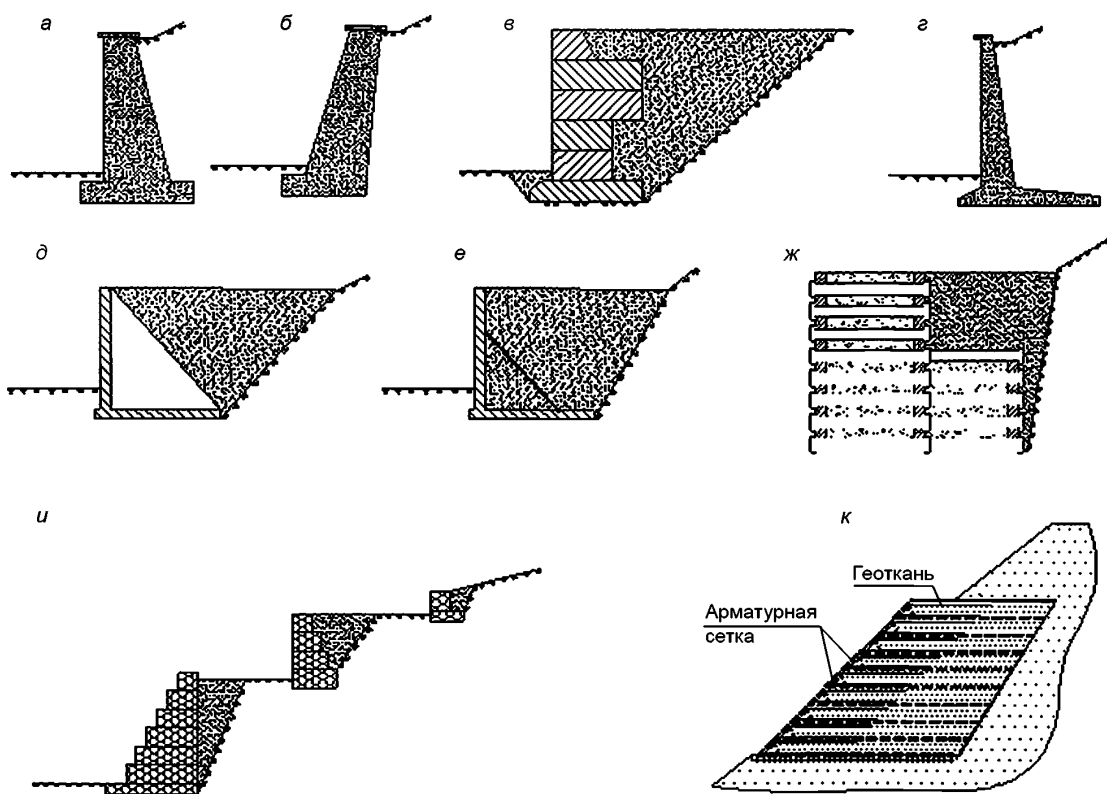 а б в г
д е ж
и к
Геоткань
Арматурная
сетка